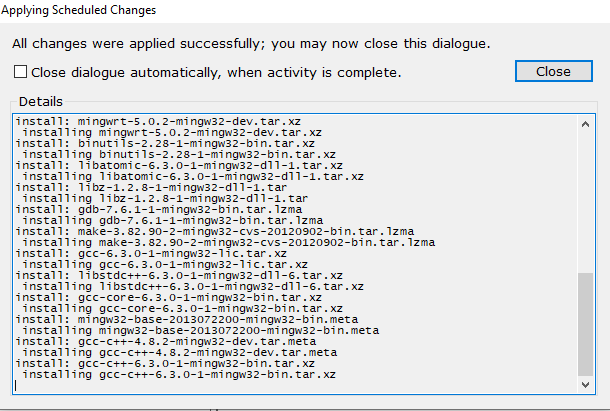 Applying Scheduled Changes
All changes were applied successfully; you may now close this dialogue.
Close dialogue automatically, when activity is complete.
Close
Details
install: mingwrt-5.0.2-mingw32-dev.tar.xz
installing mingwrt-5.0.2-mingw32-dev.tar.xz
install: binutils-2.28-1-mingw32-bin.tar.xz
installing binutils-2.28-1-mingw32-bin.tar.xz
install: libatomic-6.3.0-1-mingw32-dll-1.tar.xz
installing libatomic-6.3.0-1-mingw32-dll-1.tar.xz
install: libz-1.2.8-1-mingw32-dll-1.tar
installing libz-1.2.8-1-mingw32-dll-1.tar
install: gdb-7.6.1-1-mingw32-bin.tar.lzma
installing gdb-7.6.1-1-mingw32-bin.tar.lzma
install: make-3.82.90-2-mingw32-cvs-20120902-bin.tar.lzma
installing make-3.82.90-2-mingw32-cvs-20120902-bin.tar.lzma
install: gcc-6.3.0-1-mingw32-lic.tar.xz
installing gcc-6.3.0-1-mingw32-lic.tar.xz
install: libstdc++-6.3.0-1-mingw32-dll-6.tar.xz
installing libstdc++-6.3.0-1-mingw32-dll-6.tar.xz
install: gcc-core-6.3.0-1-mingw32-bin.tar.xz
installing gcc-core-6.3.0-1-mingw32-bin.tar.xz
install: mingw32-base-2013072200-mingw32-bin.meta
installing mingw32-base-2013072200-mingw32-bin.meta
install: gcc-c++-4.8.2-mingw32-dev.tar.meta
installing gcc-c++-4.8.2-mingw32-dev.tar.meta
install: gcc-c++-6.3.0-1-mingw32-bin.tar.xz
installing gcc-c++-6.3.0-1-mingw32-bin.tar.xz